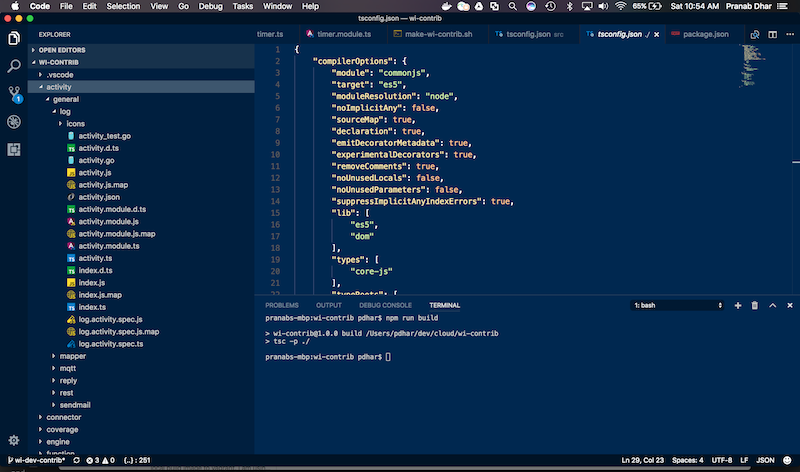 Code File Edit Selection View Go Debug Tasks Window Help
65% Sat 10:54 AM Pranab Dhar
tsconfig.json — wi-contrib
EXPLORER
timer.ts
timer.module.ts
make-wi-contrib.sh
tsconfig.json src
tsconfig.json ./
package.json
OPEN EDITORS
WI-CONTRIB
.vscode
activity
general
log
icons
activity_test.go
activity.d.ts
activity.go
activity.js
activity.js.map
activity.json
activity.module.d.ts
activity.module.js
activity.module.js.map
activity.module.ts
activity.ts
index.d.ts
index.js
index.js.map
index.ts
log.activity.spec.js
log.activity.spec.js.map
log.activity.spec.ts
mapper
mqtt
reply
rest
sendmail
connector
coverage
engine
function
1
1 {
2 "compilerOptions": {
3 "module": "commonjs",
4 "target": "es5",
5 "moduleResolution": "node",
6 "noImplicitAny": false,
7 "sourceMap": true,
8 "declaration": true,
9 "emitDecoratorMetadata": true,
10 "experimentalDecorators": true,
11 "removeComments": true,
12 "noUnusedLocals": false,
13 "noUnusedParameters": false,
14 "suppressImplicitAnyIndexErrors": true,
15 "lib": [
16 "es5",
17 "dom"
18 ],
19 "types": [
20 "core-js"
21 ],
22 "typeRoots": [
PROBLEMS OUTPUT DEBUG CONSOLE TERMINAL
1: bash
pranabs-mbp:wi-contrib pdhar$ npm run build
> wi-contrib@1.0.0 build /Users/pdhar/dev/cloud/wi-contrib
> tsc -p ./
pranabs-mbp:wi-contrib pdhar$
wi-dev-contrib* 3 0 {..} : 251
Ln 29, Col 23 Spaces: 4 UTF-8 LF JSON